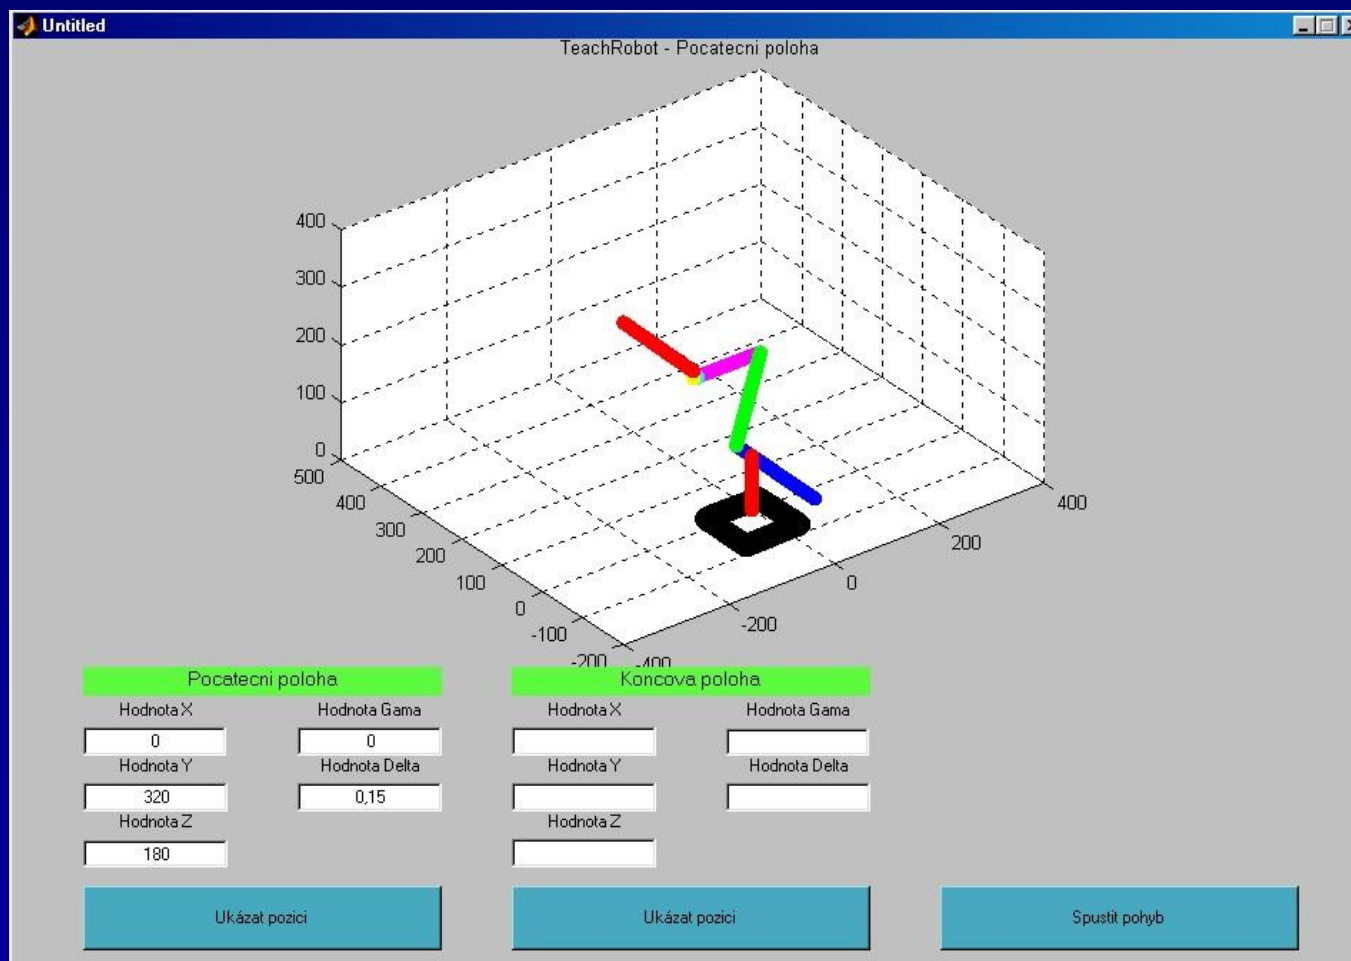 Untitled
TeachRobot - Pocatecni poloha
400
300
200
100
0
500
400
300
200
100
0
-100
-200
-400
-200
0
200
400
Pocatecni poloha
Koncova poloha
Hodnota X
Hodnota Gama
Hodnota X
Hodnota Gama
0
0
Hodnota Y
Hodnota Delta
Hodnota Y
Hodnota Delta
320
0,15
Hodnota Z
Hodnota Z
180
Ukázat pozici
Ukázat pozici
Spustit pohyb